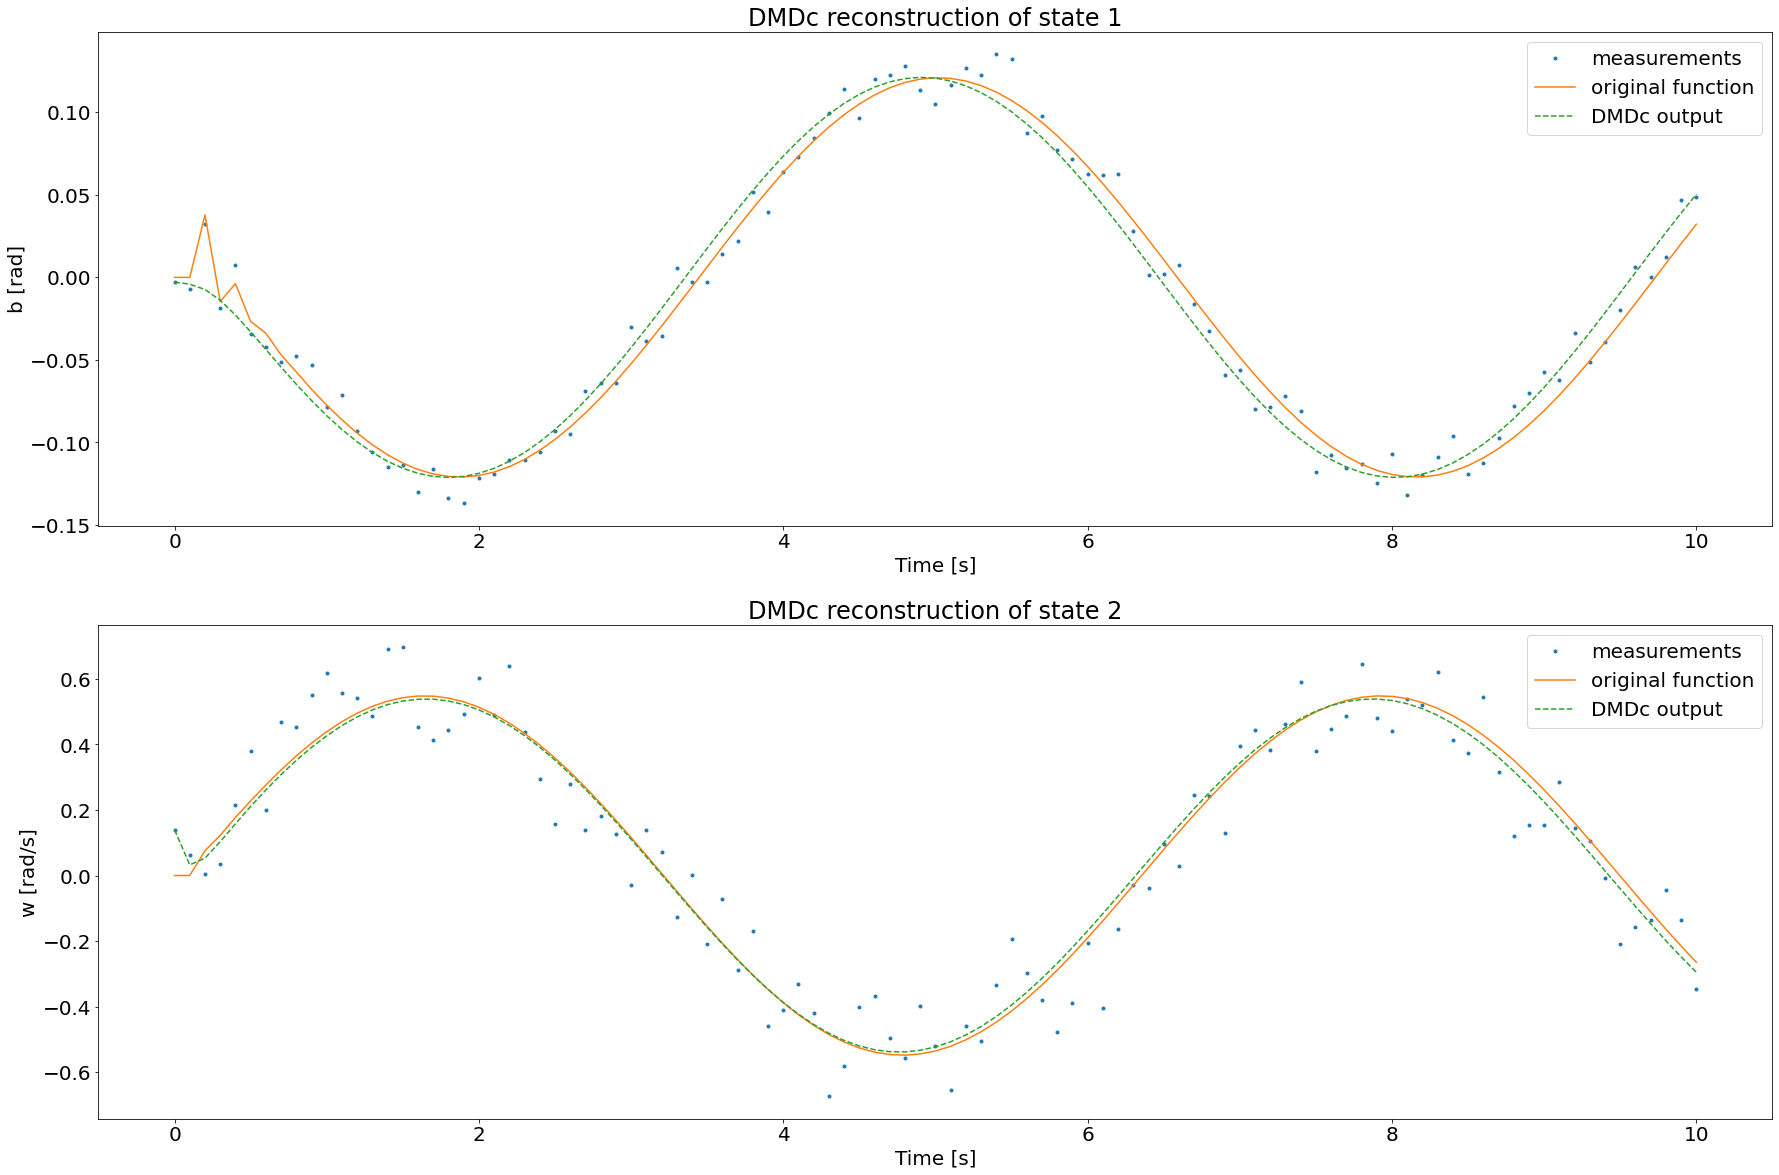 DMDc reconstruction of state 1
measurements
original function
DMDc output
0.10
0.05
0.00
−0.05
−0.10
−0.15
b [rad]
0 2 4 6 8 10
Time [s]
DMDc reconstruction of state 2
measurements
original function
DMDc output
0.6
0.4
0.2
0.0
−0.2
−0.4
−0.6
w [rad/s]
0 2 4 6 8 10
Time [s]